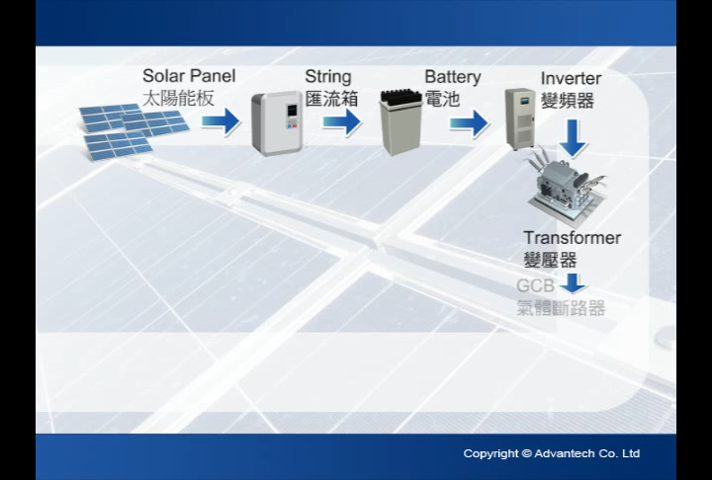 Solar Panel
太陽能板
String
匯流箱
Battery
電池
Inverter
變頻器
Transformer
變壓器
GCB
氣體斷路器
Copyright © Advantech Co. Ltd